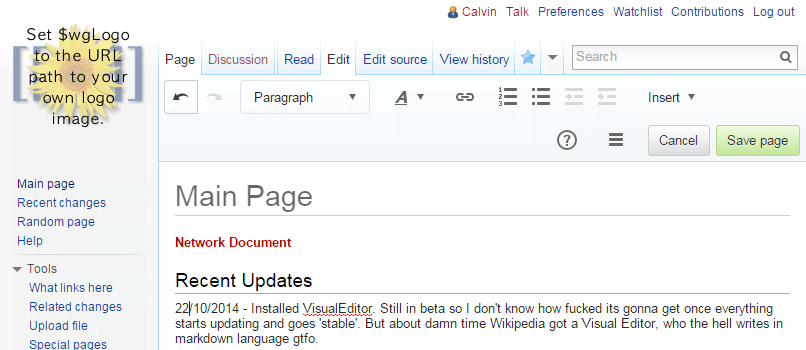 Calvin Talk Preferences Watchlist Contributions Log out
Set $wgLogo
to the URL
path to your
own logo
image.
Page Discussion Read Edit Edit source View history Search
Paragraph A Insert
Cancel Save page
Main page
Recent changes
Random page
Help
Tools
What links here
Related changes
Upload file
Special pages
Main Page
Network Document
Recent Updates
22/10/2014 - Installed VisualEditor. Still in beta so I don't know how fucked its gonna get once everything
starts updating and goes 'stable'. But about damn time Wikipedia got a Visual Editor, who the hell writes in
markdown language gtfo.